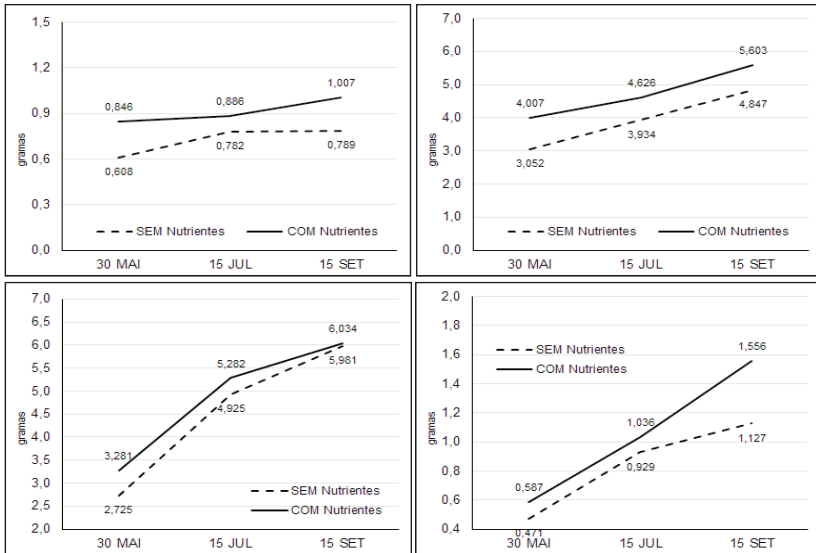 1,5
1,2
0,9
0,6
0,3
0,0
gramas
0,846
0,886
1,007
0,608
0,782
0,789
SEM Nutrientes
COM Nutrientes
30 MAI
15 JUL
15 SET
7,0
6,0
5,0
4,0
3,0
2,0
1,0
0,0
gramas
4,007
4,626
5,603
3,052
3,934
4,847
SEM Nutrientes
COM Nutrientes
30 MAI
15 JUL
15 SET
7,0
6,5
6,0
5,5
5,0
4,5
4,0
3,5
3,0
2,5
2,0
gramas
3,281
5,282
6,034
2,725
4,925
5,981
SEM Nutrientes
COM Nutrientes
30 MAI
15 JUL
15 SET
2,0
1,8
1,6
1,4
1,2
1,0
0,8
0,6
0,4
gramas
SEM Nutrientes
COM Nutrientes
0,587
1,036
1,556
0,471
0,929
1,127
30 MAI
15 JUL
15 SET